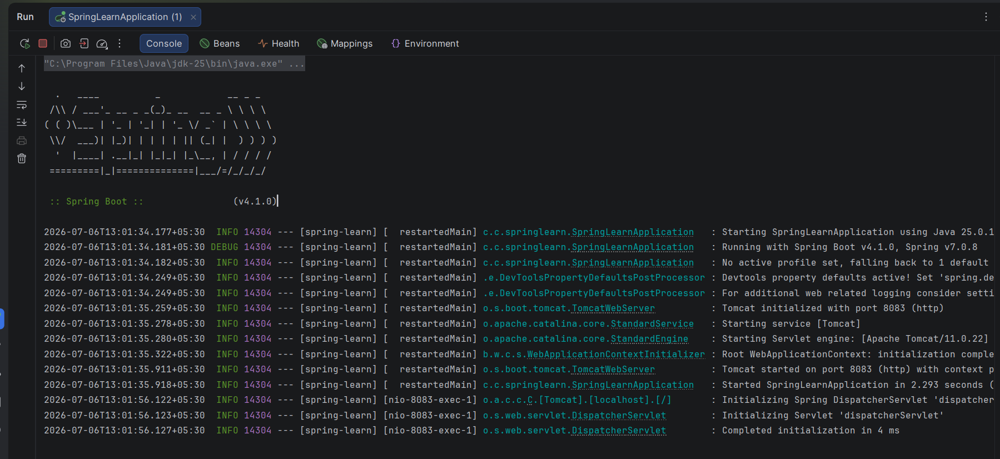 Run SpringLearnApplication (1)
Console Beans Health Mappings Environment
"C:\Program Files\Java\jdk-25\bin\java.exe" ...
  .   ____          _            __ _ _
 /\\ / ___'_ __ _ _(_)_ __  __ _ \ \ \ \
( ( )\___ | '_ | '_| | '_ \/ _` | \ \ \ \
 \\/  ___)| |_)| | | | | || (_| |  ) ) ) )
  '  |____| .__|_| |_|_| |_\__, | / / / /
 =========|_|==============|___/=/_/_/_/
 :: Spring Boot ::                (v4.1.0)
2026-07-06T13:01:34.177+05:30  INFO 14304 --- [spring-learn] [  restartedMain] c.c.springlearn.SpringLearnApplication   : Starting SpringLearnApplication using Java 25.0.1
2026-07-06T13:01:34.181+05:30 DEBUG 14304 --- [spring-learn] [  restartedMain] c.c.springlearn.SpringLearnApplication   : Running with Spring Boot v4.1.0, Spring v7.0.8
2026-07-06T13:01:34.182+05:30  INFO 14304 --- [spring-learn] [  restartedMain] c.c.springlearn.SpringLearnApplication   : No active profile set, falling back to 1 default
2026-07-06T13:01:34.249+05:30  INFO 14304 --- [spring-learn] [  restartedMain] .e.DevToolsPropertyDefaultsPostProcessor : Devtools property defaults active! Set 'spring.de
2026-07-06T13:01:34.249+05:30  INFO 14304 --- [spring-learn] [  restartedMain] .e.DevToolsPropertyDefaultsPostProcessor : For additional web related logging consider setti
2026-07-06T13:01:35.259+05:30  INFO 14304 --- [spring-learn] [  restartedMain] o.s.boot.tomcat.TomcatWebServer          : Tomcat initialized with port 8083 (http)
2026-07-06T13:01:35.278+05:30  INFO 14304 --- [spring-learn] [  restartedMain] o.apache.catalina.core.StandardService   : Starting service [Tomcat]
2026-07-06T13:01:35.280+05:30  INFO 14304 --- [spring-learn] [  restartedMain] o.apache.catalina.core.StandardEngine    : Starting Servlet engine: [Apache Tomcat/11.0.22]
2026-07-06T13:01:35.322+05:30  INFO 14304 --- [spring-learn] [  restartedMain] b.w.c.s.WebApplicationContextInitializer : Root WebApplicationContext: initialization comple
2026-07-06T13:01:35.911+05:30  INFO 14304 --- [spring-learn] [  restartedMain] o.s.boot.tomcat.TomcatWebServer          : Tomcat started on port 8083 (http) with context p
2026-07-06T13:01:35.918+05:30  INFO 14304 --- [spring-learn] [  restartedMain] c.c.springlearn.SpringLearnApplication   : Started SpringLearnApplication in 2.293 seconds (
2026-07-06T13:01:56.122+05:30  INFO 14304 --- [spring-learn] [nio-8083-exec-1] o.a.c.c.C.[Tomcat].[localhost].[/]       : Initializing Spring DispatcherServlet 'dispatcher
2026-07-06T13:01:56.123+05:30  INFO 14304 --- [spring-learn] [nio-8083-exec-1] o.s.web.servlet.DispatcherServlet        : Initializing Servlet 'dispatcherServlet'
2026-07-06T13:01:56.127+05:30  INFO 14304 --- [spring-learn] [nio-8083-exec-1] o.s.web.servlet.DispatcherServlet        : Completed initialization in 4 ms